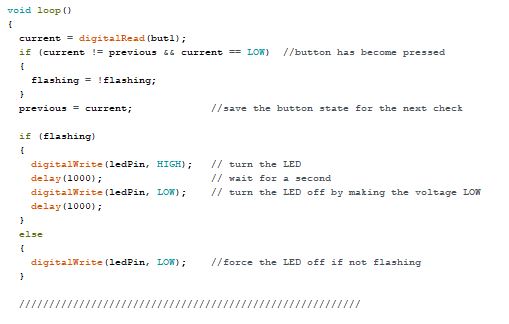 void loop()
{
current = digitalRead(but1);
if (current != previous && current == LOW) //button has become pressed
{
flashing = !flashing;
}
previous = current; //save the button state for the next check
if (flashing)
{
digitalWrite(ledPin, HIGH); // turn the LED
delay(1000); // wait for a second
digitalWrite(ledPin, LOW); // turn the LED off by making the voltage LOW
delay(1000);
}
else
{
digitalWrite(ledPin, LOW); //force the LED off if not flashing
}
/////////////////////////////////////////////////////////